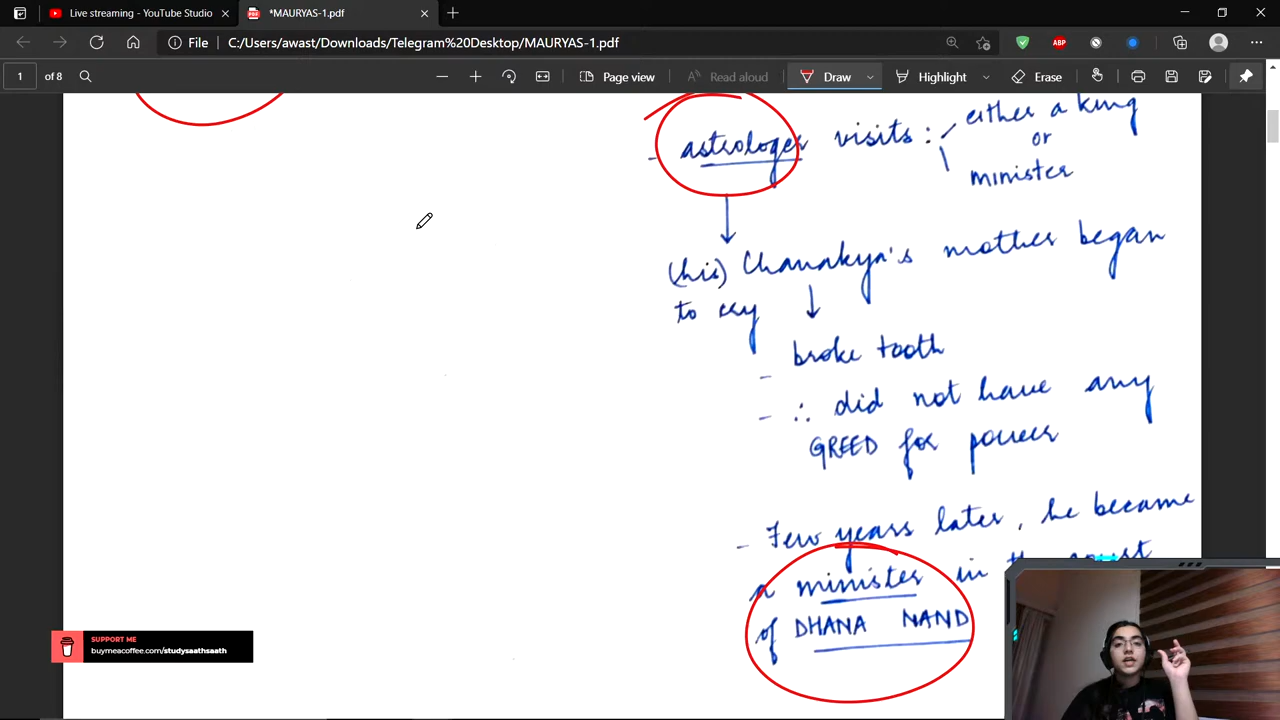 Live streaming - YouTube Studio
*MAURYAS-1.pdf
File
C:/Users/awast/Downloads/Telegram%20Desktop/MAURYAS-1.pdf
ABP
1 of 8
Page view
Read aloud
Draw
Highlight
Erase
- astrologer visits : either a king
or
minister
(his) Chanakya's mother began
to cry
- broke tooth
- ∴ did not have any
GREED for power
- Few years later, he became
a minister in the court
of DHANA NAND
SUPPORT ME
buymeacoffee.com/studysaathsaath